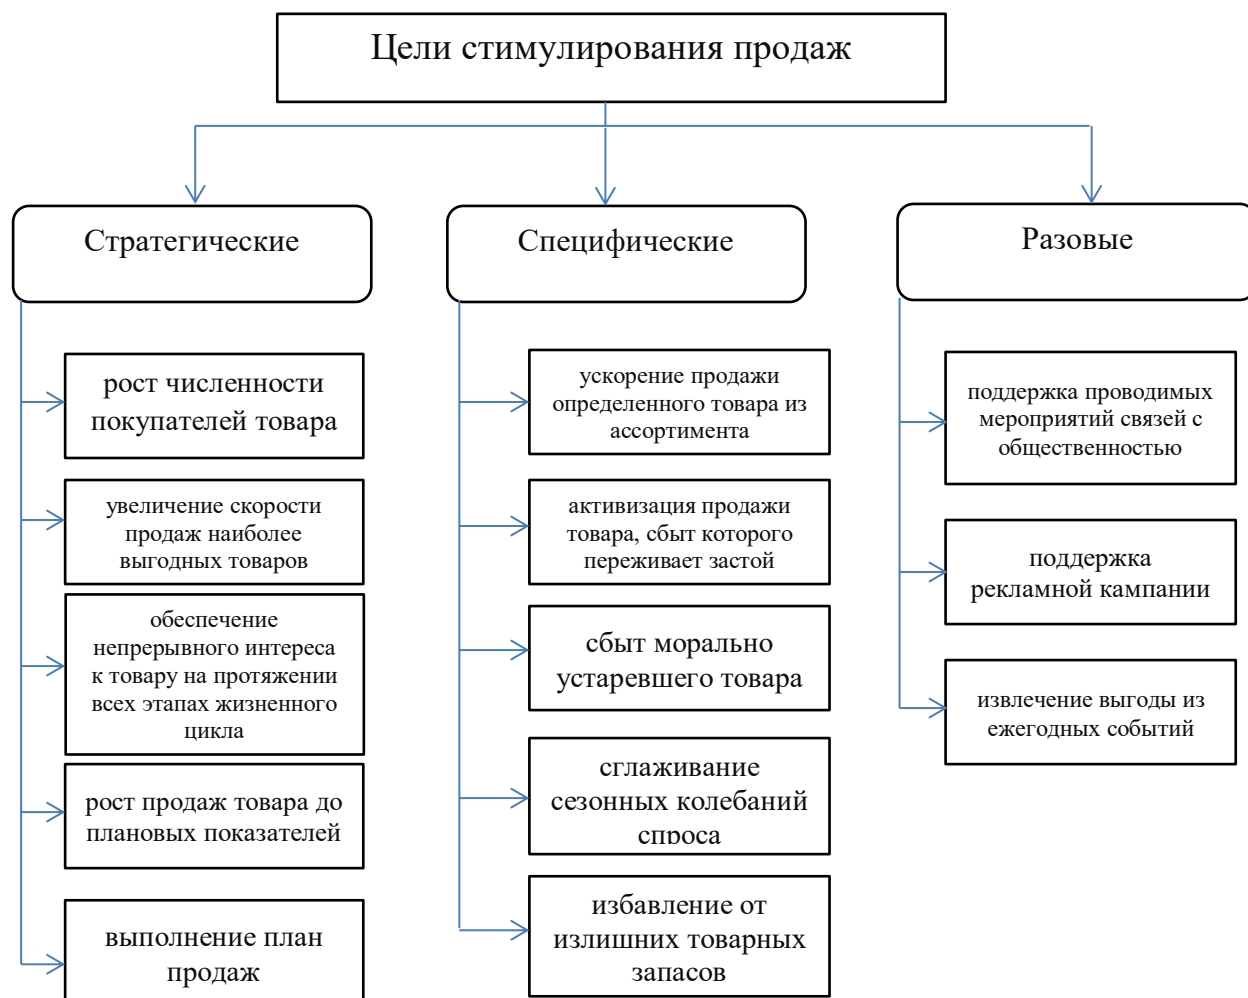 Цели стимулирования продаж
Стратегические
Специфические
Разовые
рост численности
покупателей товара
увеличение скорости
продаж наиболее
выгодных товаров
обеспечение
непрерывного интереса
к товару на протяжении
всех этапах жизненного
цикла
рост продаж товара до
плановых показателей
выполнение план
продаж
ускорение продажи
определенного товара из
ассортимента
активизация продажи
товара, сбыт которого
переживает застой
сбыт морально
устаревшего товара
сглаживание
сезонных колебаний
спроса
избавление от
излишних товарных
запасов
поддержка проводимых
мероприятий связей с
общественностью
поддержка
рекламной кампании
извлечение выгоды из
ежегодных событий